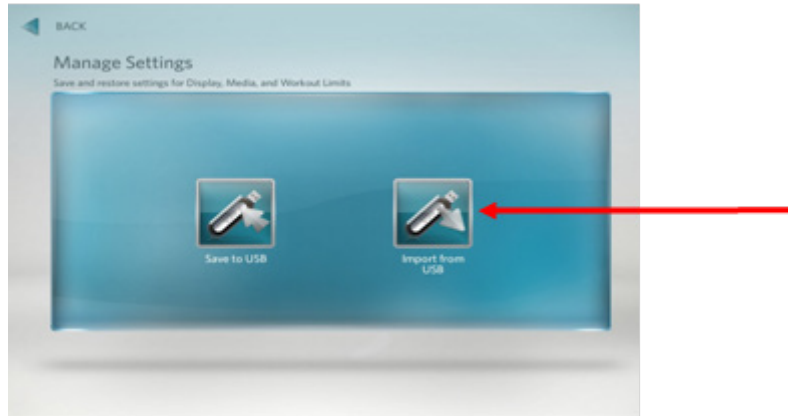 BACK
Manage Settings
Save and restore settings for Display, Media, and Workout Limits
Save to USB
Import from
USB